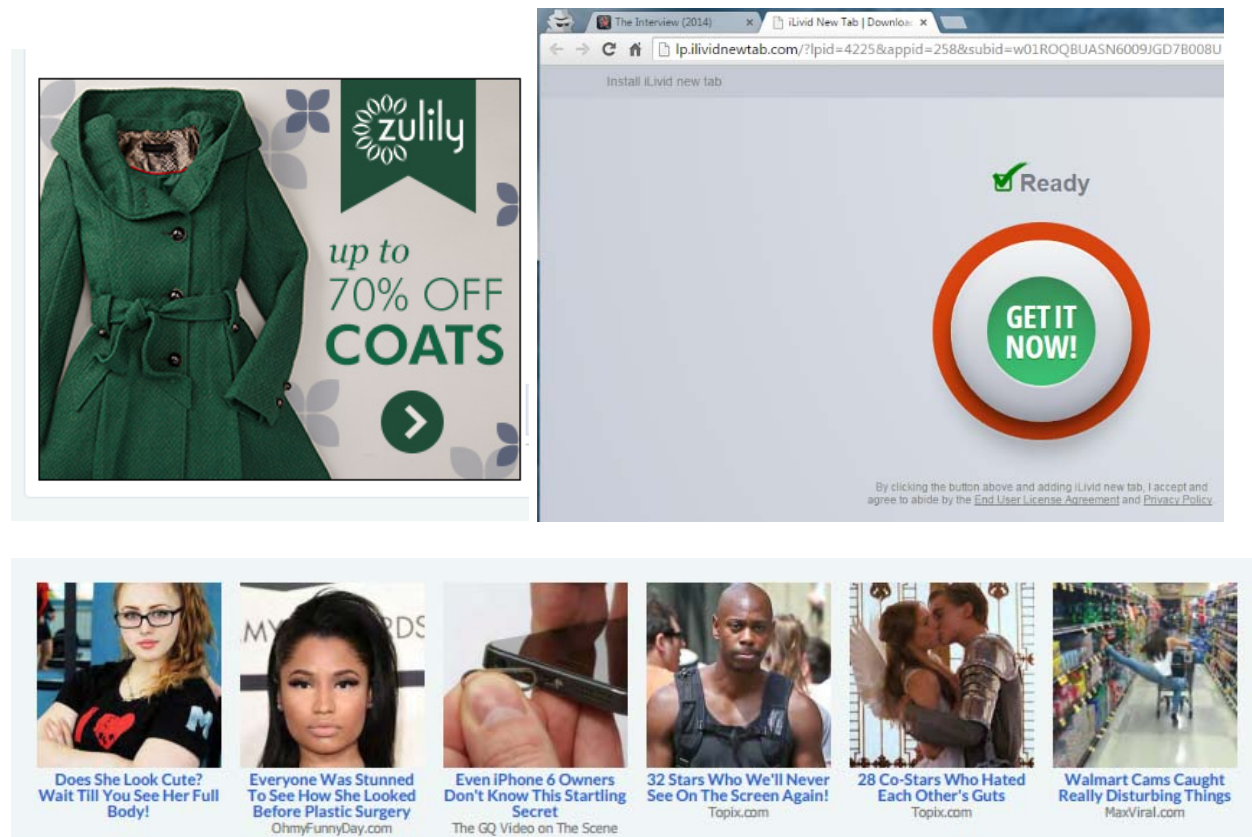 zulily
up to
70% OFF
COATS
The Interview (2014)
iLivid New Tab | Downloa
lp.ilividnewtab.com/?lpid=4225&appid=258&subid=w01ROQBUASN6009JGD7B008U
Install iLivid new tab
Ready
GET IT
NOW!
By clicking the button above and adding iLivid new tab, I accept and
agree to abide by the End User License Agreement and Privacy Policy.
MY
RDS
I
M
Does She Look Cute?
Wait Till You See Her Full
Body!
Everyone Was Stunned
To See How She Looked
Before Plastic Surgery
OhmyFunnyDay.com
Even iPhone 6 Owners
Don't Know This Startling
Secret
The GQ Video on The Scene
32 Stars Who We'll Never
See On The Screen Again!
Topix.com
28 Co-Stars Who Hated
Each Other's Guts
Topix.com
Walmart Cams Caught
Really Disturbing Things
MaxViral.com